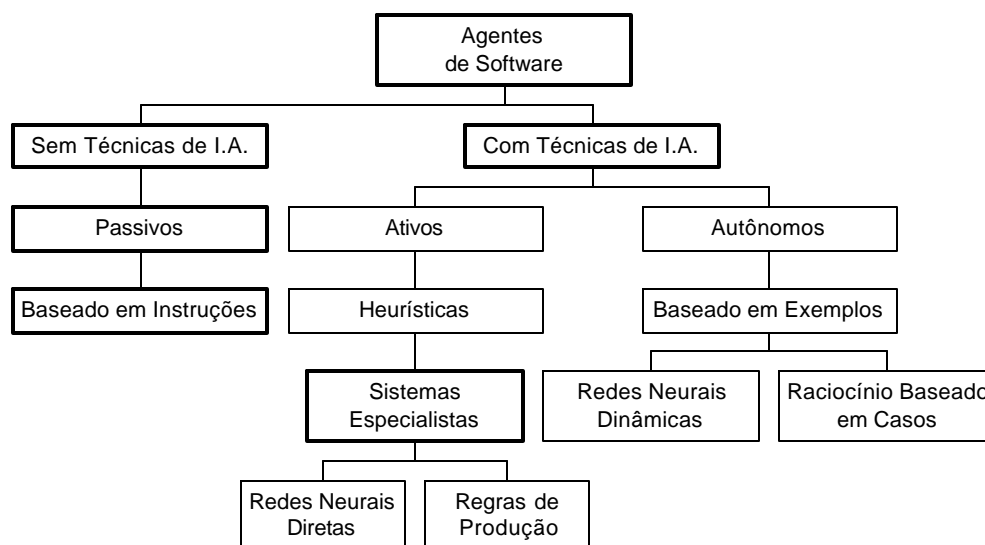 Agentes
de Software
Sem Técnicas de I.A.
Com Técnicas de I.A.
Passivos
Ativos
Autônomos
Baseado em Instruções
Heurísticas
Baseado em Exemplos
Sistemas
Especialistas
Redes Neurais
Dinâmicas
Raciocínio Baseado
em Casos
Redes Neurais
Diretas
Regras de
Produção